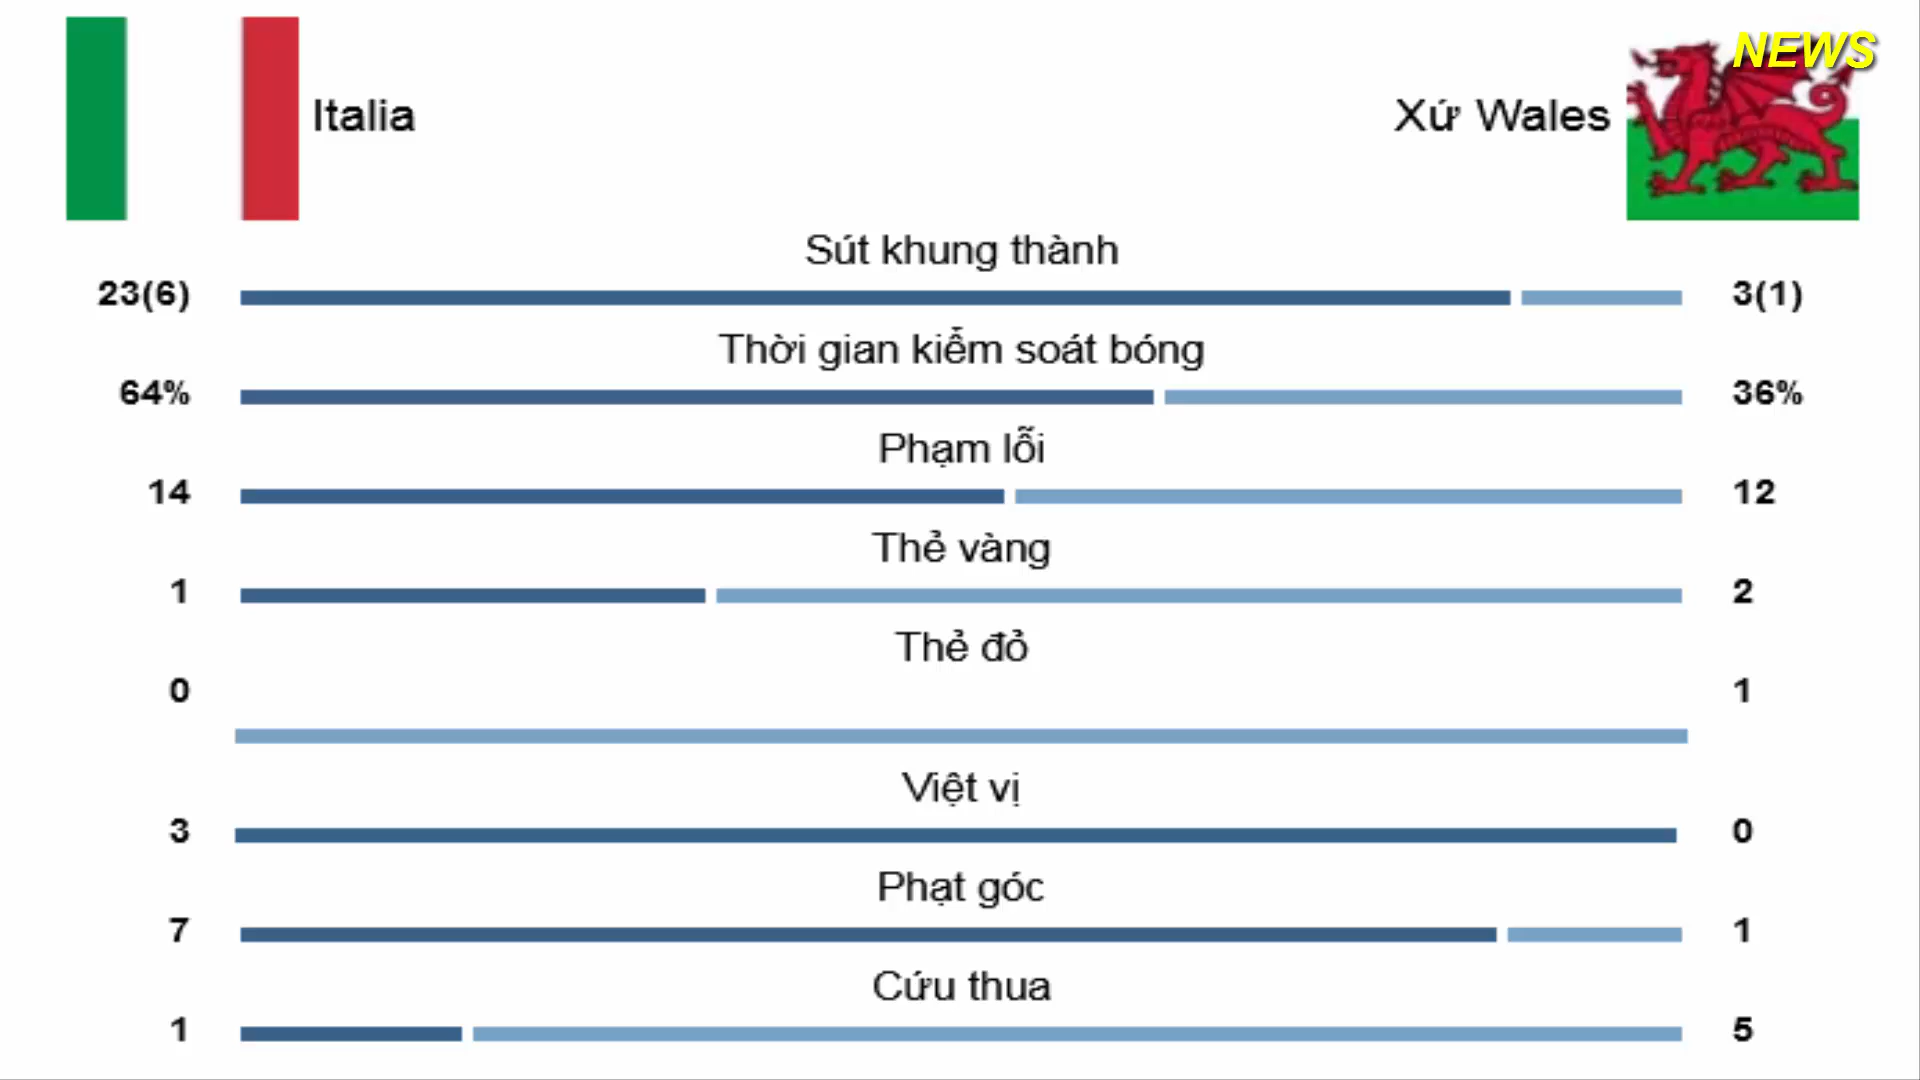 NEWS
Italia
Xứ Wales
Sút khung thành
23(6) 3(1)
Thời gian kiểm soát bóng
64% 36%
Phạm lỗi
14 12
Thẻ vàng
1 2
Thẻ đỏ
0 1
Việt vị
3 0
Phạt góc
7 1
Cứu thua
1 5